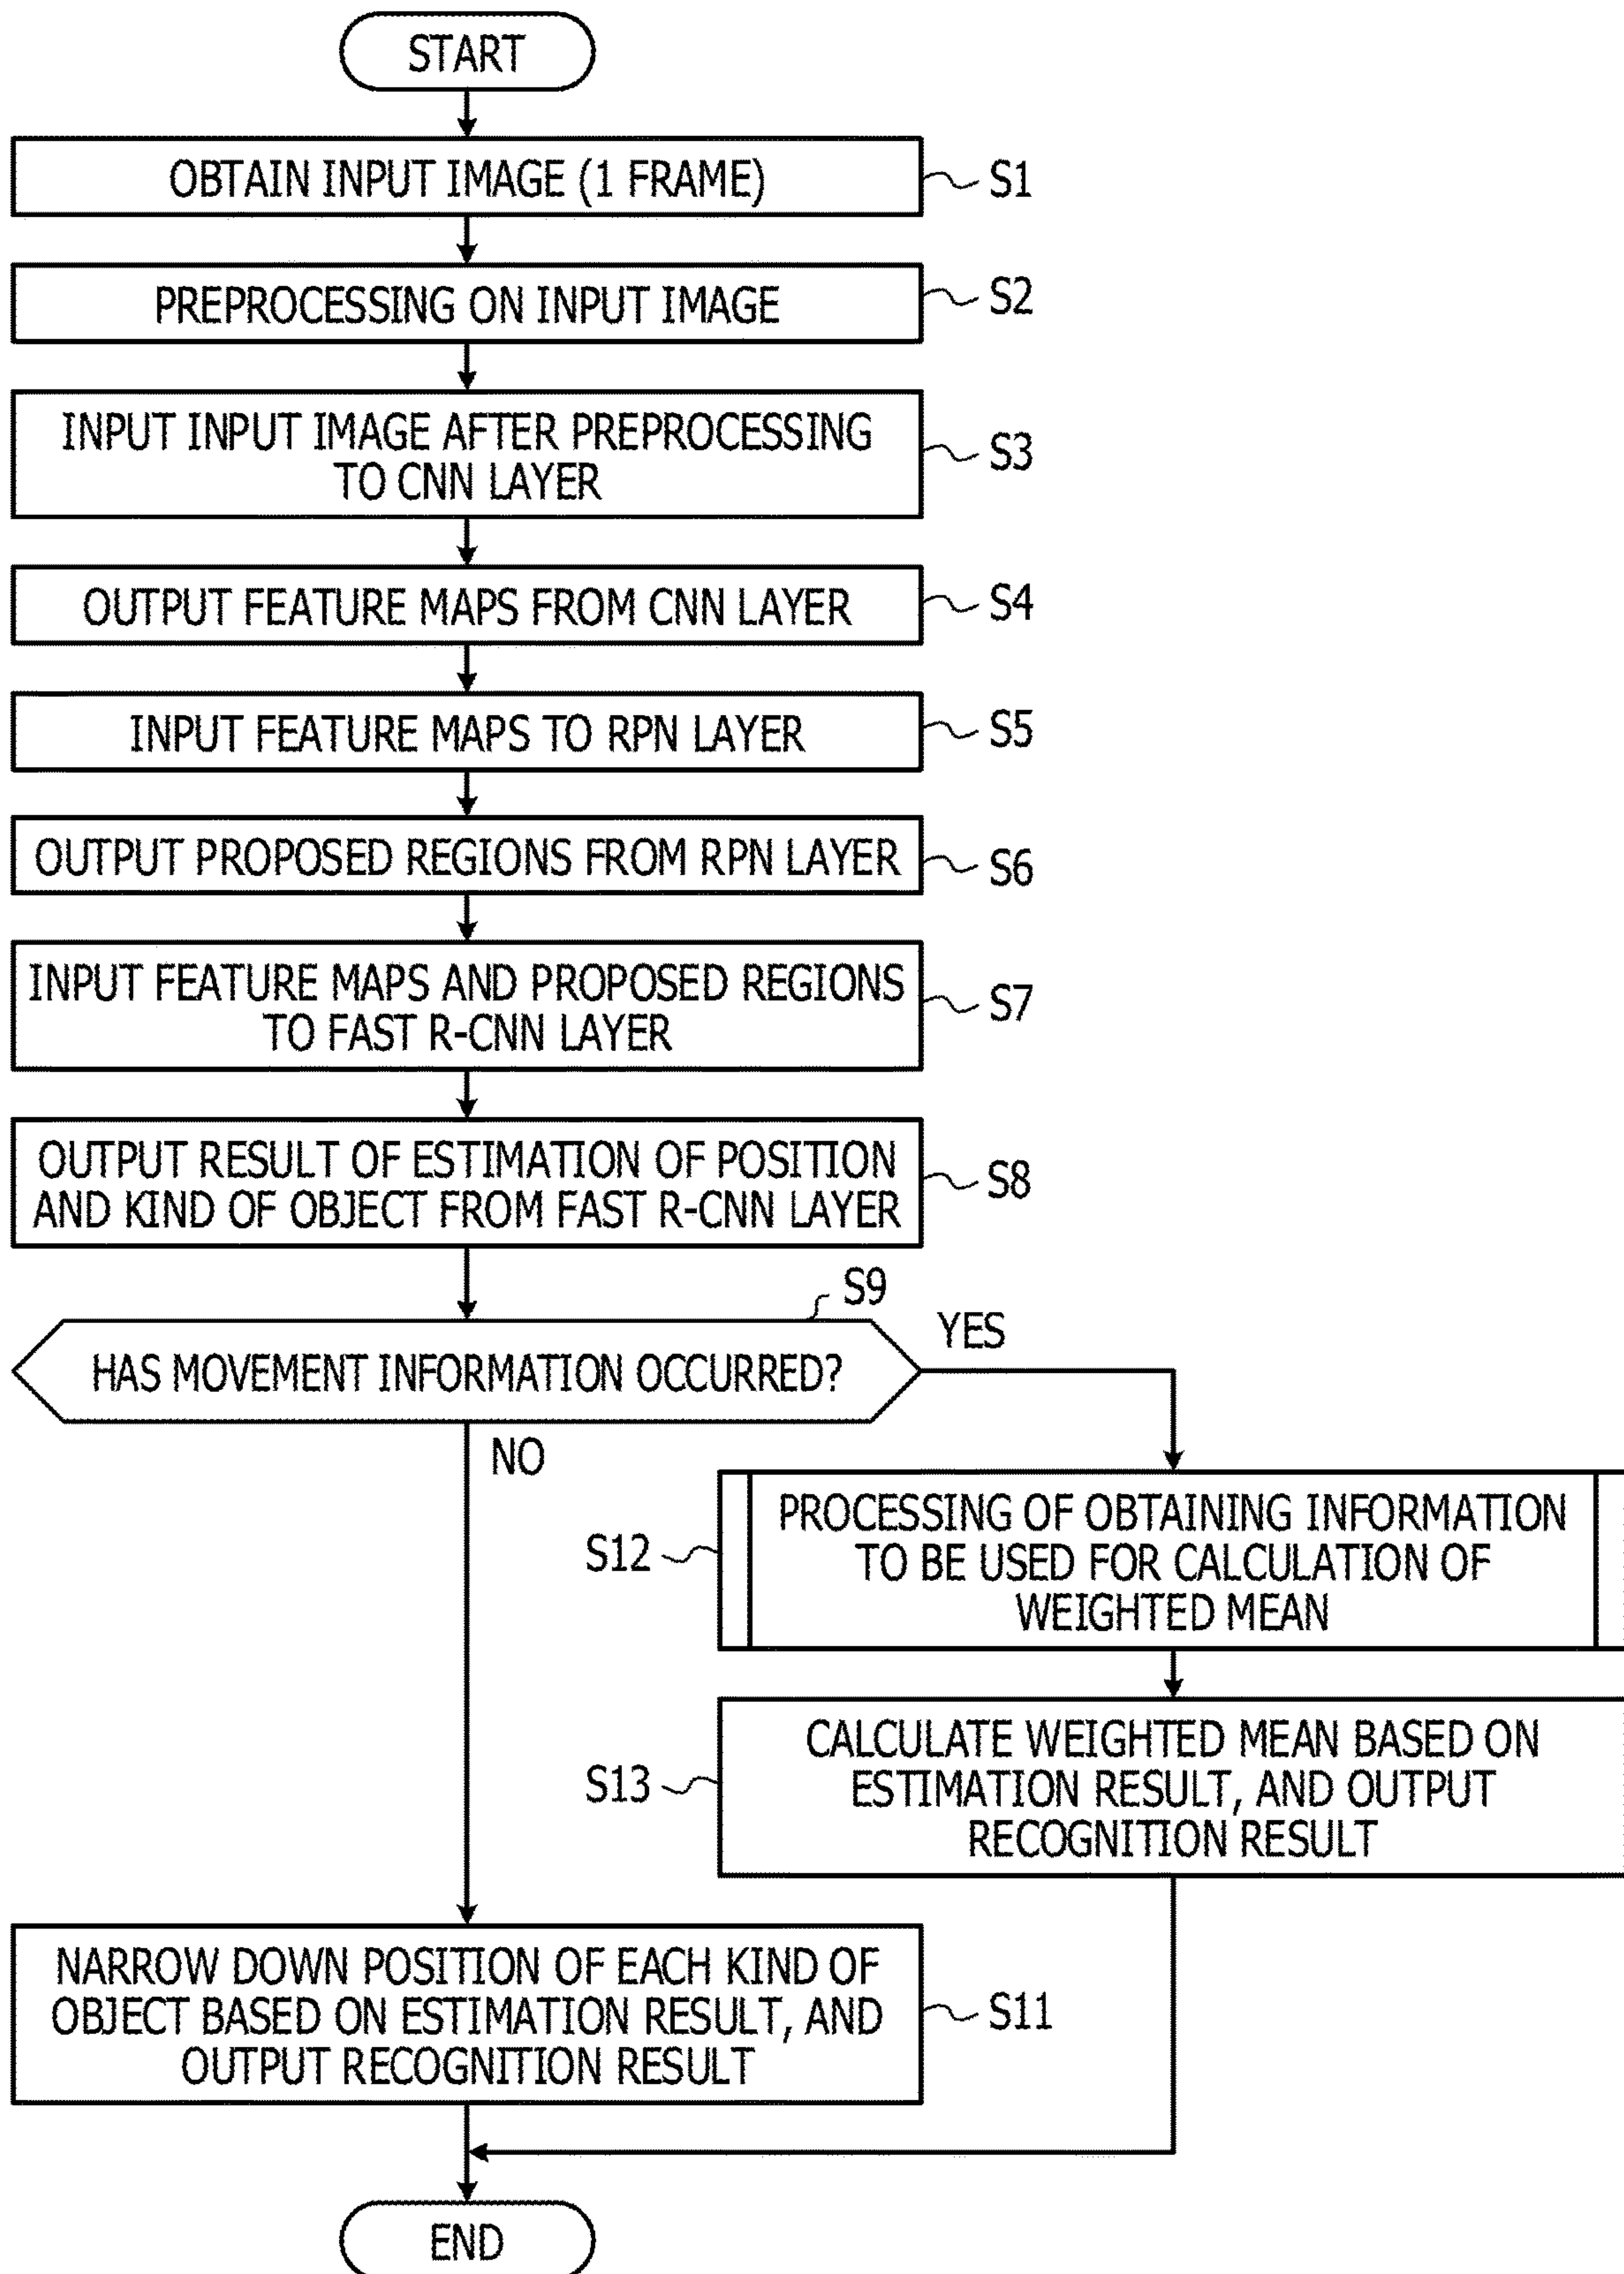 START
OBTAIN INPUT IMAGE (1 FRAME)
S1
PREPROCESSING ON INPUT IMAGE
S2
INPUT INPUT IMAGE AFTER PREPROCESSING
TO CNN LAYER
S3
OUTPUT FEATURE MAPS FROM CNN LAYER
S4
INPUT FEATURE MAPS TO RPN LAYER
S5
OUTPUT PROPOSED REGIONS FROM RPN LAYER
S6
INPUT FEATURE MAPS AND PROPOSED REGIONS
TO FAST R-CNN LAYER
S7
OUTPUT RESULT OF ESTIMATION OF POSITION
AND KIND OF OBJECT FROM FAST R-CNN LAYER
S8
S9
HAS MOVEMENT INFORMATION OCCURRED?
YES
NO
S12
PROCESSING OF OBTAINING INFORMATION
TO BE USED FOR CALCULATION OF
WEIGHTED MEAN
S13
CALCULATE WEIGHTED MEAN BASED ON
ESTIMATION RESULT, AND OUTPUT
RECOGNITION RESULT
NARROW DOWN POSITION OF EACH KIND OF
OBJECT BASED ON ESTIMATION RESULT, AND
OUTPUT RECOGNITION RESULT
S11
END